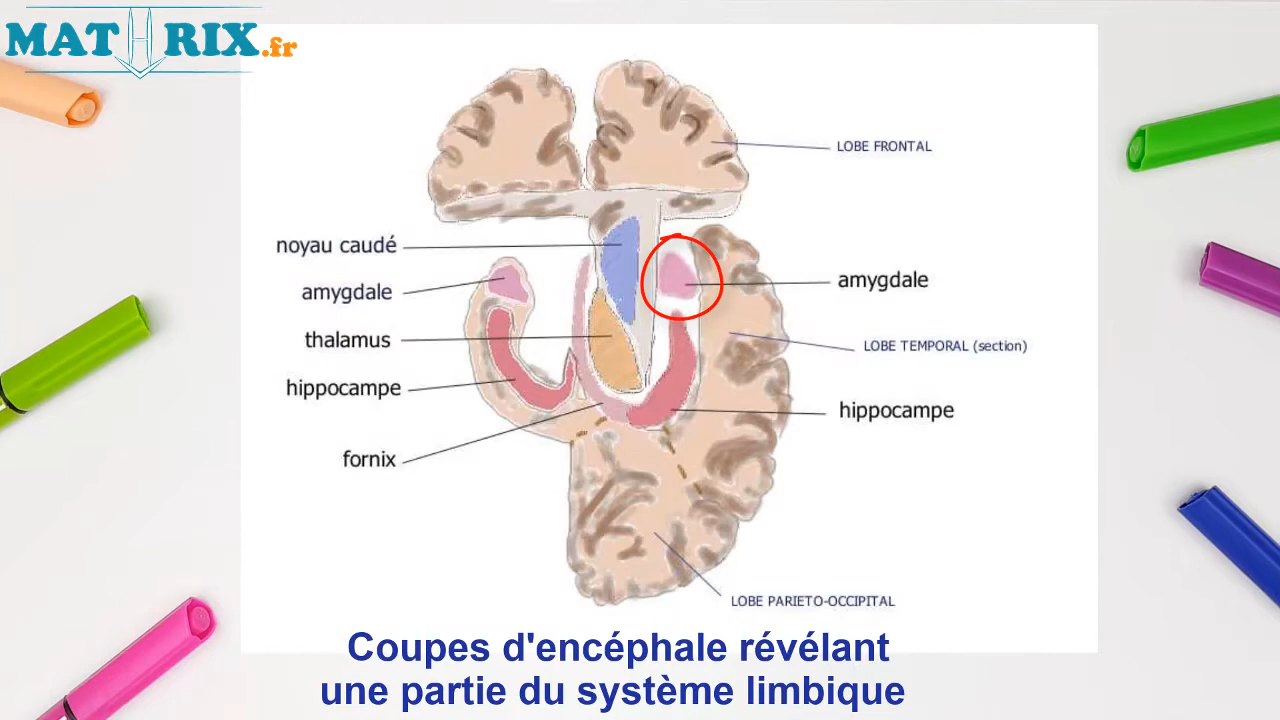 MATHRIX.fr
LOBE FRONTAL
noyau caudé
amygdale
amygdale
thalamus
LOBE TEMPORAL (section)
hippocampe
hippocampe
fornix
LOBE PARIETO-OCCIPITAL
Coupes d'encéphale révélant
une partie du système limbique